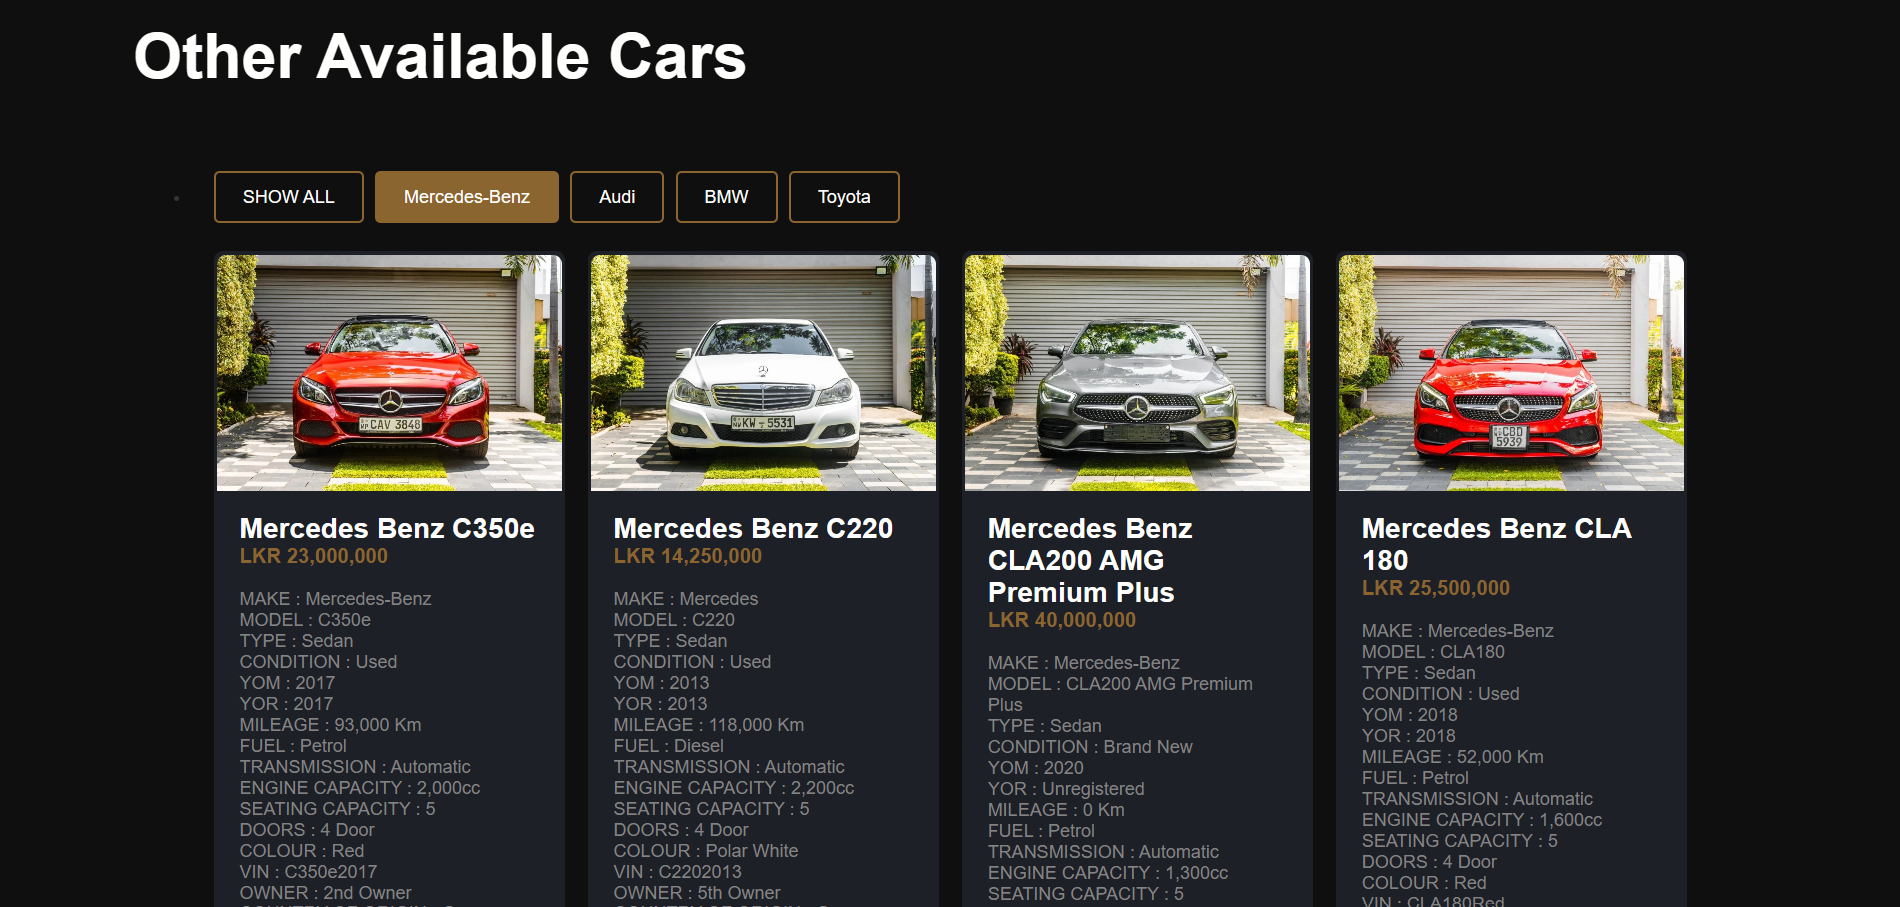 Other Available Cars
SHOW ALL
Mercedes-Benz
Audi
BMW
Toyota
CAV 3848
KW - 5531
CBD
5939
Mercedes Benz C350e
LKR 23,000,000
MAKE : Mercedes-Benz
MODEL : C350e
TYPE : Sedan
CONDITION : Used
YOM : 2017
YOR : 2017
MILEAGE : 93,000 Km
FUEL : Petrol
TRANSMISSION : Automatic
ENGINE CAPACITY : 2,000cc
SEATING CAPACITY : 5
DOORS : 4 Door
COLOUR : Red
VIN : C350e2017
OWNER : 2nd Owner
Mercedes Benz C220
LKR 14,250,000
MAKE : Mercedes
MODEL : C220
TYPE : Sedan
CONDITION : Used
YOM : 2013
YOR : 2013
MILEAGE : 118,000 Km
FUEL : Diesel
TRANSMISSION : Automatic
ENGINE CAPACITY : 2,200cc
SEATING CAPACITY : 5
DOORS : 4 Door
COLOUR : Polar White
VIN : C2202013
OWNER : 5th Owner
Mercedes Benz
CLA200 AMG
Premium Plus
LKR 40,000,000
MAKE : Mercedes-Benz
MODEL : CLA200 AMG Premium
Plus
TYPE : Sedan
CONDITION : Brand New
YOM : 2020
YOR : Unregistered
MILEAGE : 0 Km
FUEL : Petrol
TRANSMISSION : Automatic
ENGINE CAPACITY : 1,300cc
SEATING CAPACITY : 5
Mercedes Benz CLA
180
LKR 25,500,000
MAKE : Mercedes-Benz
MODEL : CLA180
TYPE : Sedan
CONDITION : Used
YOM : 2018
YOR : 2018
MILEAGE : 52,000 Km
FUEL : Petrol
TRANSMISSION : Automatic
ENGINE CAPACITY : 1,600cc
SEATING CAPACITY : 5
DOORS : 4 Door
COLOUR : Red
VIN : CLA180Red